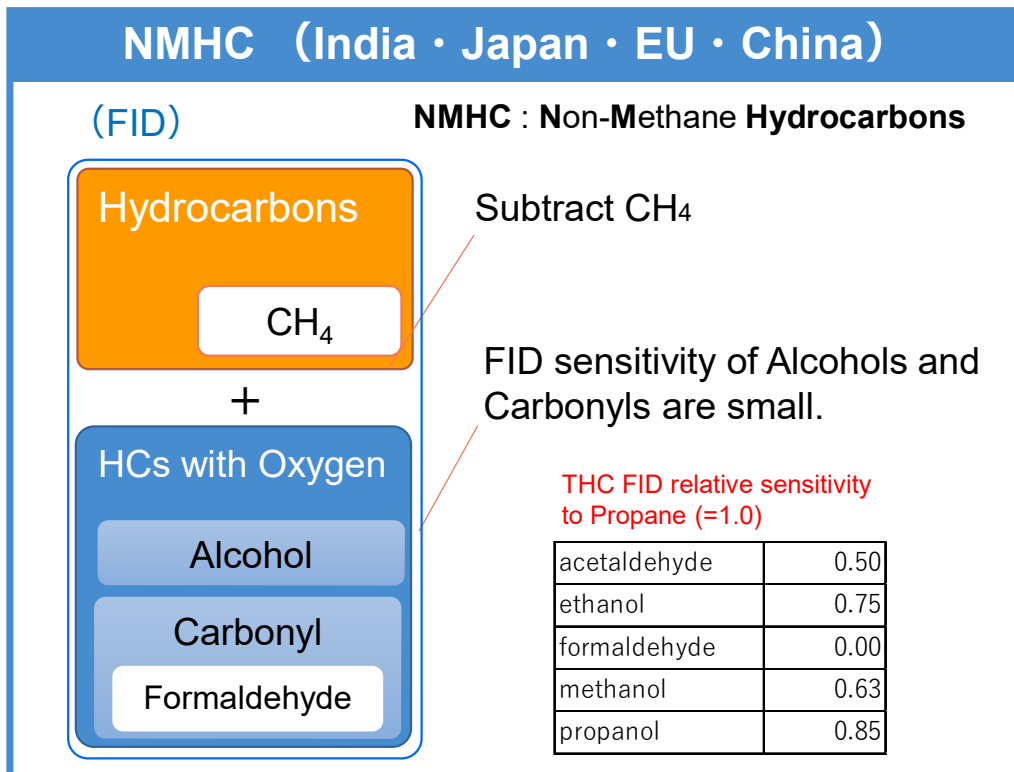 NMHC （India・Japan・EU・China）
（FID）
NMHC : Non-Methane Hydrocarbons
Hydrocarbons
CH₄
Subtract CH4
+
HCs with Oxygen
Alcohol
Carbonyl
Formaldehyde
FID sensitivity of Alcohols and
Carbonyls are small.
THC FID relative sensitivity
to Propane (=1.0)
acetaldehyde 0.50
ethanol 0.75
formaldehyde 0.00
methanol 0.63
propanol 0.85